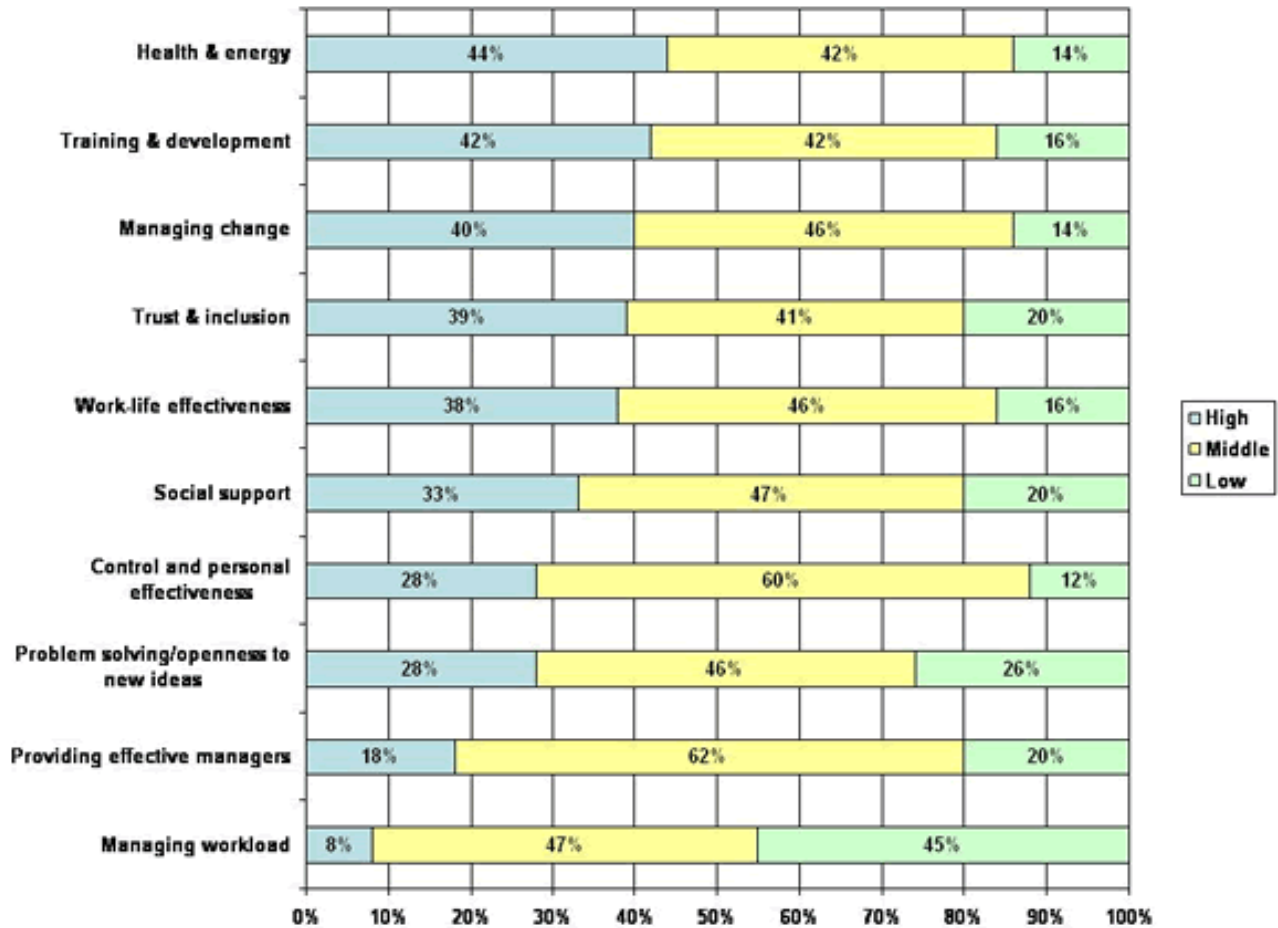 Health & energy
44% 42% 14%
Training & development
42% 42% 16%
Managing change
40% 46% 14%
Trust & inclusion
39% 41% 20%
Work-life effectiveness
38% 46% 16%
Social support
33% 47% 20%
Control and personal
effectiveness
28% 60% 12%
Problem solving/openness to
new ideas
28% 46% 26%
Providing effective managers
18% 62% 20%
Managing workload
8% 47% 45%
0% 10% 20% 30% 40% 50% 60% 70% 80% 90% 100%
High
Middle
Low